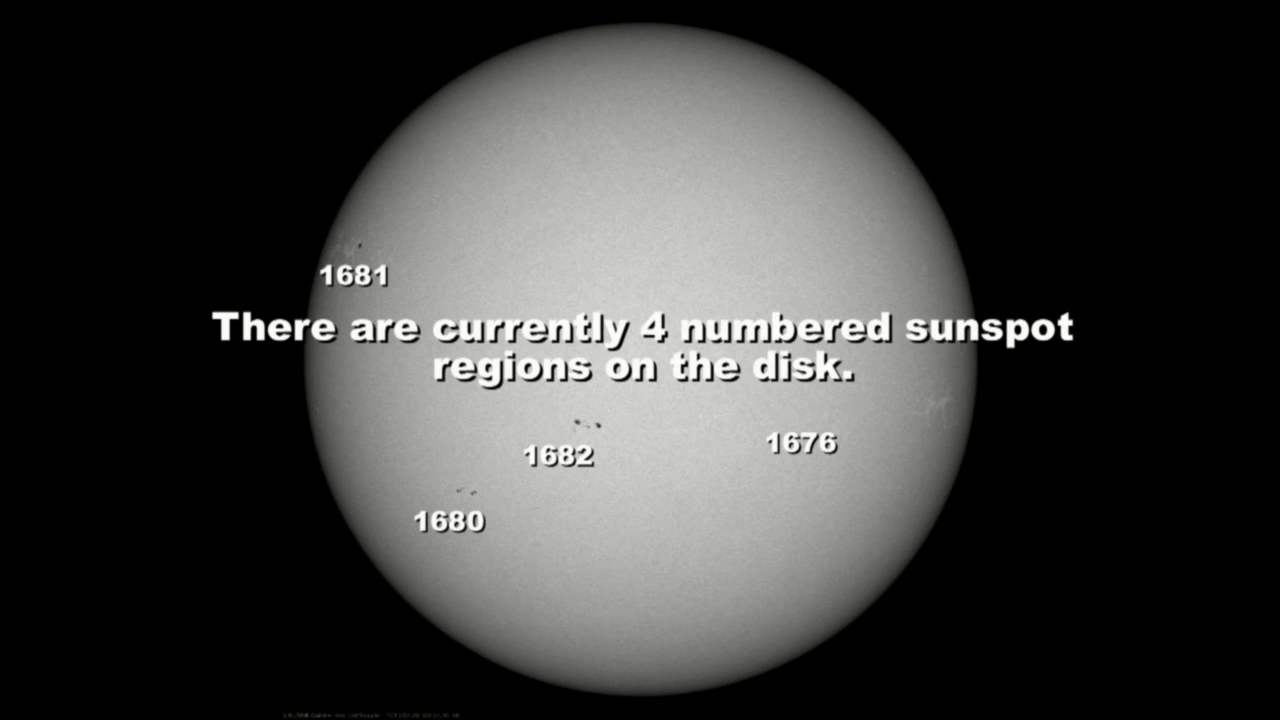 1681
There are currently 4 numbered sunspot
regions on the disk.
1682
1676
1680